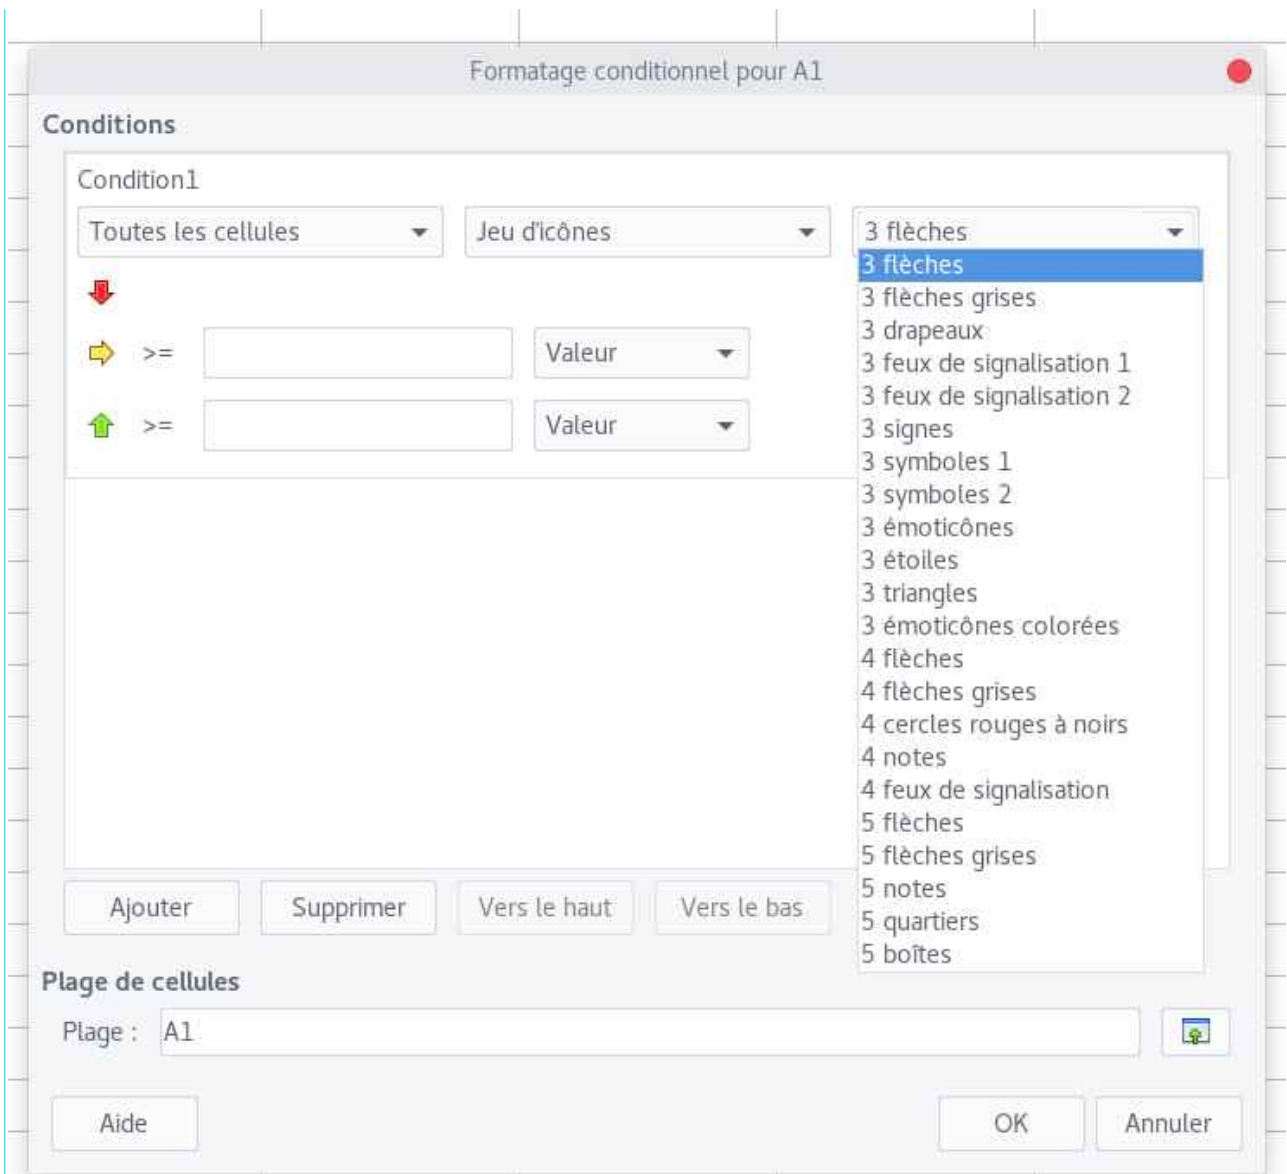 Formatage conditionnel pour A1
Conditions
Condition1
Toutes les cellules
Jeu d'icônes
3 flèches
3 flèches
3 flèches grises
3 drapeaux
3 feux de signalisation 1
3 feux de signalisation 2
3 signes
3 symboles 1
3 symboles 2
3 émoticônes
3 étoiles
3 triangles
3 émoticônes colorées
4 flèches
4 flèches grises
4 cercles rouges à noirs
4 notes
4 feux de signalisation
5 flèches
5 flèches grises
5 notes
5 quartiers
5 boîtes
>= Valeur
>= Valeur
Ajouter
Supprimer
Vers le haut
Vers le bas
Plage de cellules
Plage : A1
Aide
OK
Annuler